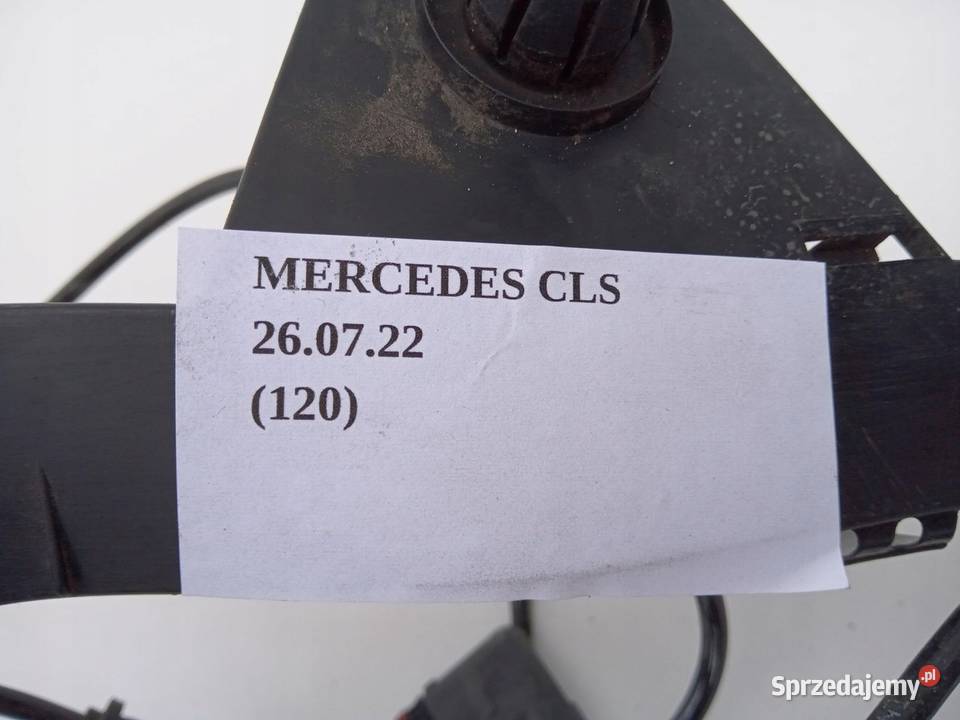 MERCEDES CLS
26.07.22
(120)
Sprzedajemy.pl